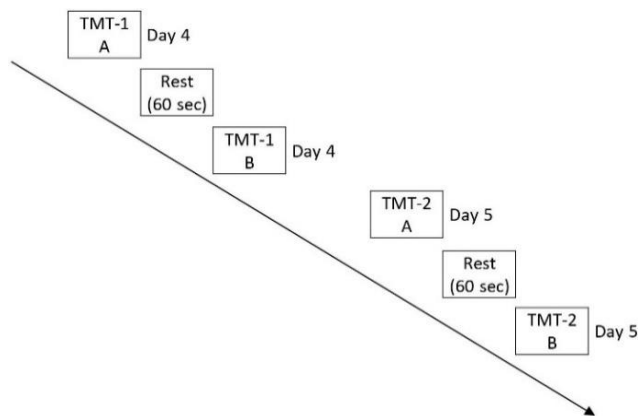 TMT-1
A
Day 4
Rest
(60 sec)
TMT-1
B
Day 4
TMT-2
A
Day 5
Rest
(60 sec)
TMT-2
B
Day 5